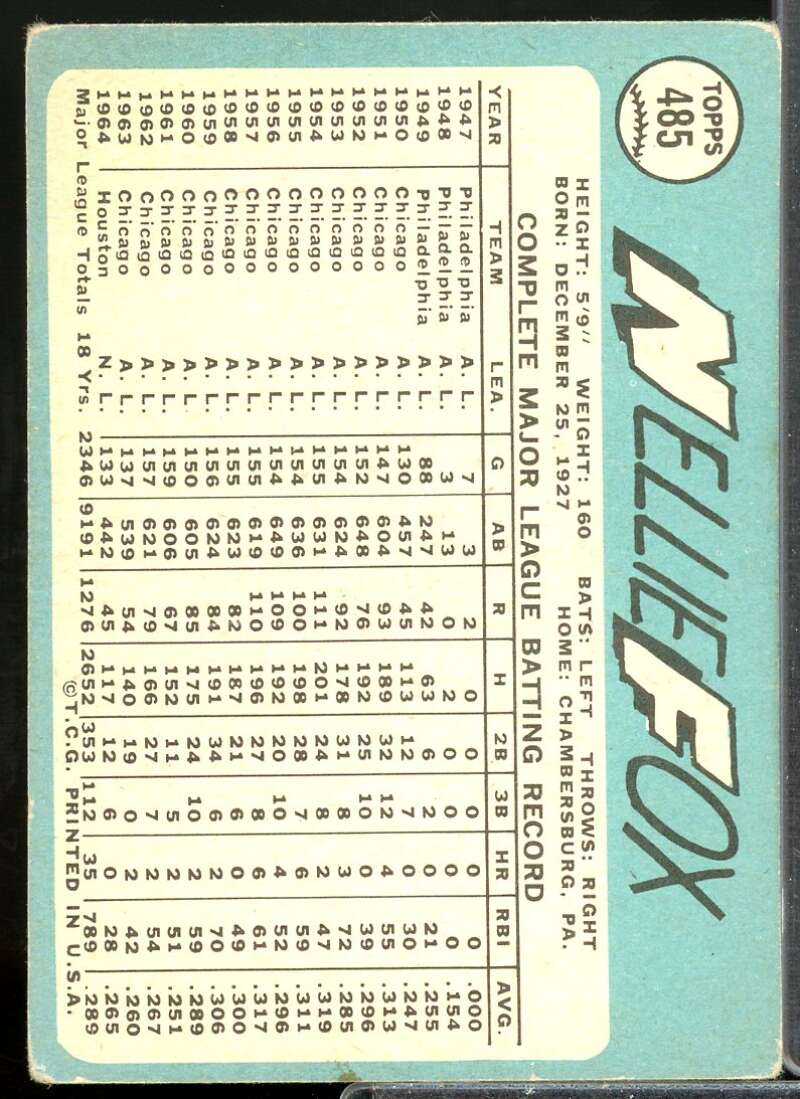 TOPPS
485
NELLIE FOX
HEIGHT: 5'9" WEIGHT: 160 BATS: LEFT THROWS: RIGHT
BORN: DECEMBER 25, 1927 HOME: CHAMBERSBURG, PA.
COMPLETE MAJOR LEAGUE BATTING RECORD
YEAR TEAM LEA. G AB R H 2B 3B HR RBI AVG.
1947 Philadelphia A. L. 7 3 2 0 0 0 0 0 .000
1948 Philadelphia A. L. 3 13 0 2 0 0 0 0 .154
1949 Philadelphia A. L. 88 247 42 63 6 2 0 21 .255
1950 Chicago A. L. 130 457 45 113 12 7 0 30 .247
1951 Chicago A. L. 147 604 93 189 32 12 4 55 .313
1952 Chicago A. L. 152 648 76 192 25 10 0 39 .296
1953 Chicago A. L. 154 624 92 178 31 8 3 72 .285
1954 Chicago A. L. 155 631 111 201 24 8 2 47 .319
1955 Chicago A. L. 154 636 100 198 28 7 6 59 .311
1956 Chicago A. L. 154 649 109 192 20 10 4 52 .296
1957 Chicago A. L. 155 619 110 196 27 8 6 61 .317
1958 Chicago A. L. 155 623 82 187 21 6 0 49 .300
1959 Chicago A. L. 156 624 84 191 34 6 2 70 .306
1960 Chicago A. L. 150 605 85 175 24 10 2 59 .289
1961 Chicago A. L. 159 606 67 152 11 5 2 51 .251
1962 Chicago A. L. 157 621 79 166 27 7 2 54 .267
1963 Chicago A. L. 137 539 54 140 19 0 2 42 .260
1964 Houston N. L. 133 442 45 117 12 6 0 28 .265
Major League Totals 18 Yrs. 2346 9191 1276 2652 353 112 35 789 .289
©T.C.G. PRINTED IN U.S.A.